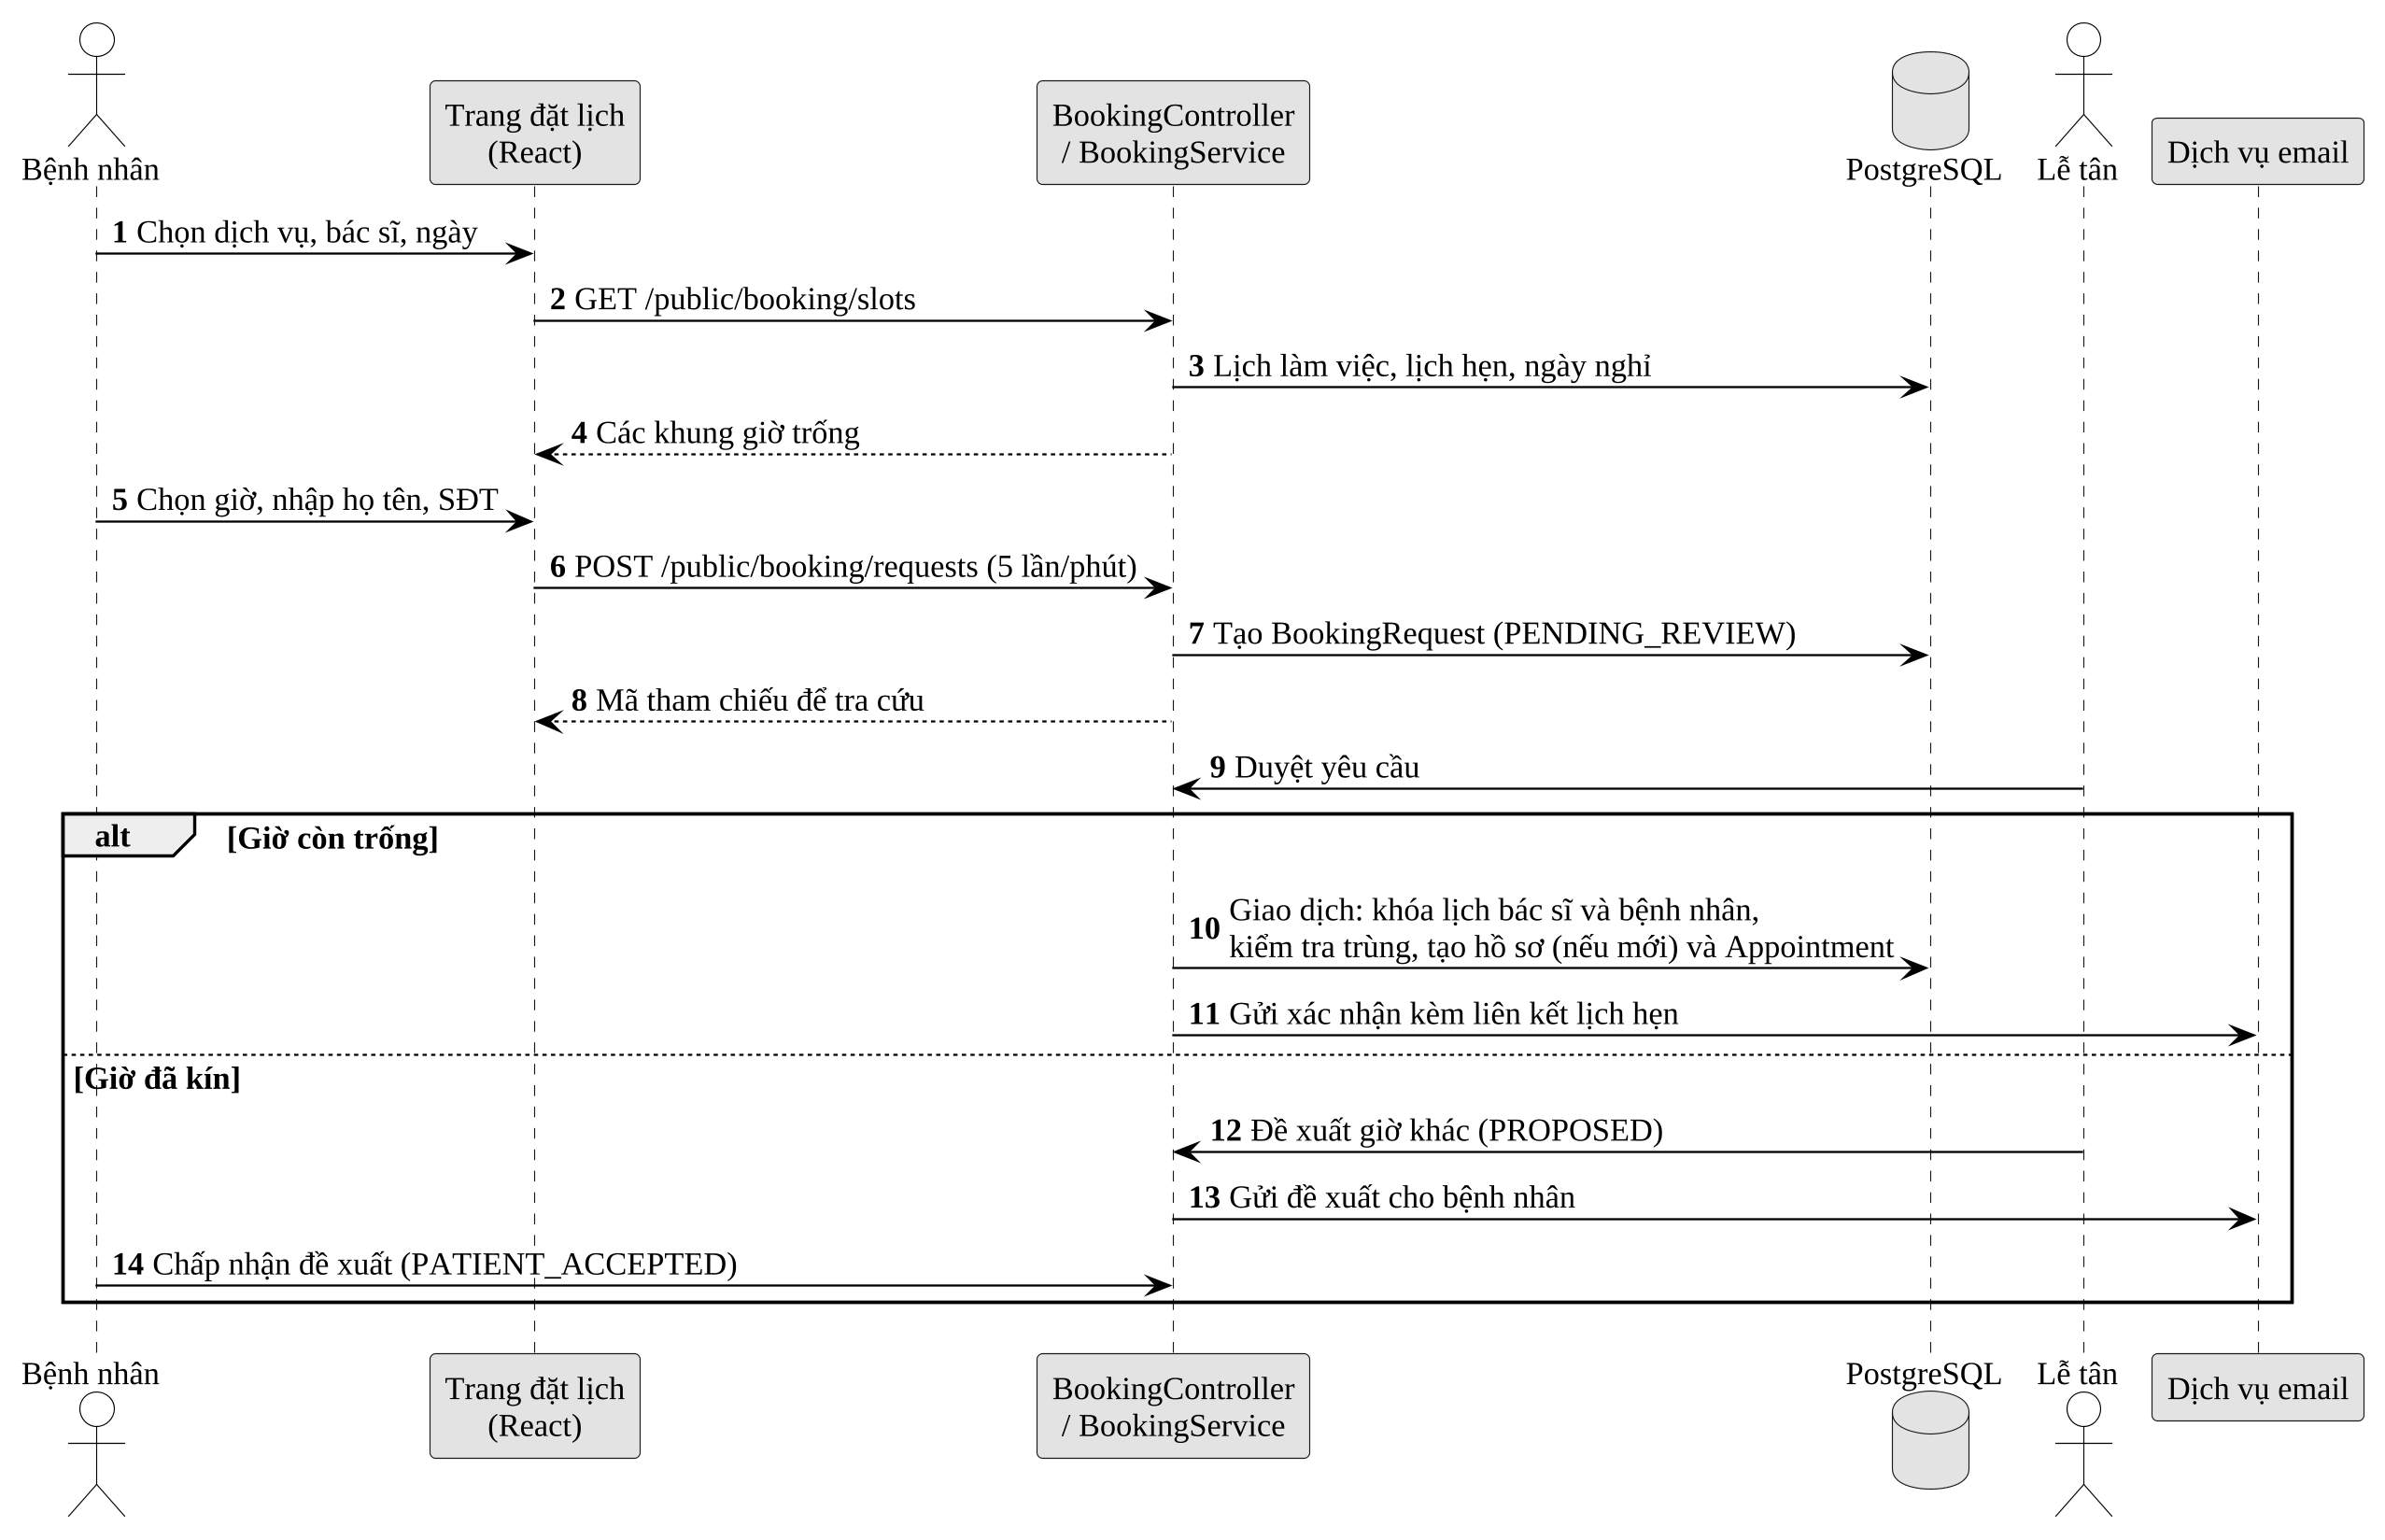 Bệnh nhân
Trang đặt lịch
(React)
BookingController
/ BookingService
PostgreSQL
Lễ tân
Dịch vụ email
1 Chọn dịch vụ, bác sĩ, ngày
2 GET /public/booking/slots
3 Lịch làm việc, lịch hẹn, ngày nghỉ
4 Các khung giờ trống
5 Chọn giờ, nhập họ tên, SĐT
6 POST /public/booking/requests (5 lần/phút)
7 Tạo BookingRequest (PENDING_REVIEW)
8 Mã tham chiếu để tra cứu
9 Duyệt yêu cầu
alt [Giờ còn trống]
10 Giao dịch: khóa lịch bác sĩ và bệnh nhân,
kiểm tra trùng, tạo hồ sơ (nếu mới) và Appointment
11 Gửi xác nhận kèm liên kết lịch hẹn
[Giờ đã kín]
12 Đề xuất giờ khác (PROPOSED)
13 Gửi đề xuất cho bệnh nhân
14 Chấp nhận đề xuất (PATIENT_ACCEPTED)
Bệnh nhân
Trang đặt lịch
(React)
BookingController
/ BookingService
PostgreSQL
Lễ tân
Dịch vụ email